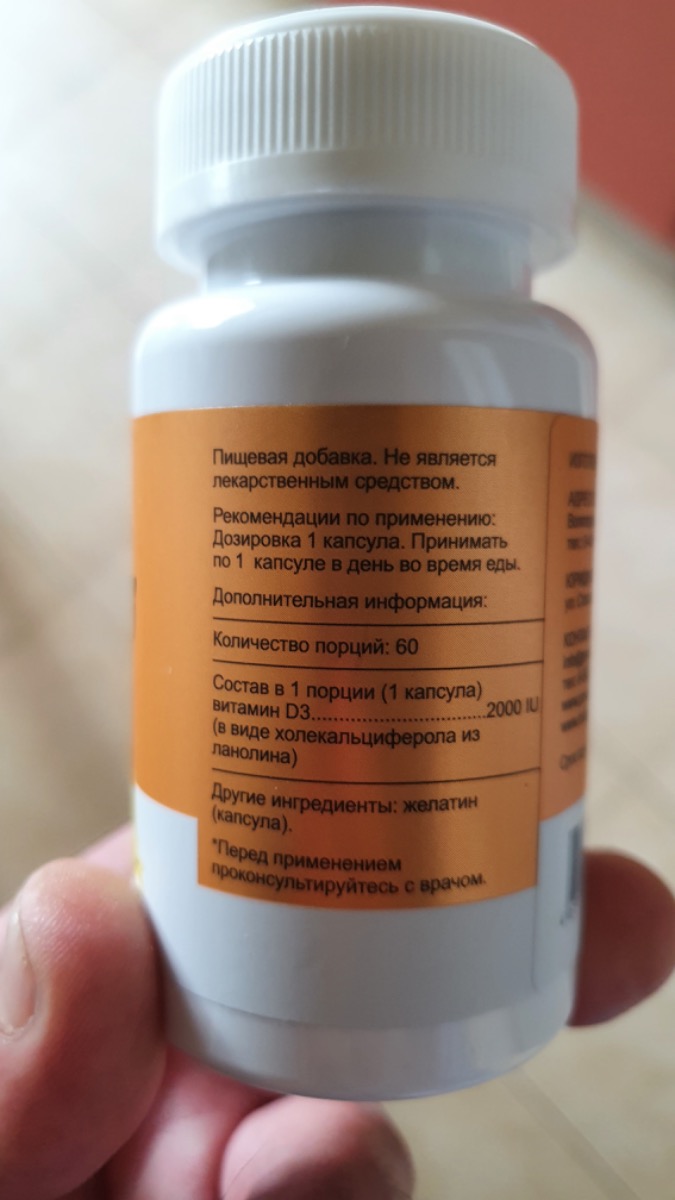 Пищевая добавка. Не является
лекарственным средством.
Рекомендации по применению:
Дозировка 1 капсула. Принимать
по 1 капсуле в день во время еды.
Дополнительная информация:
Количество порций: 60
Состав в 1 порции (1 капсула)
витамин D3..................................2000 IU
(в виде холекальциферола из
ланолина)
Другие ингредиенты: желатин
(капсула).
*Перед применением
проконсультируйтесь с врачом.